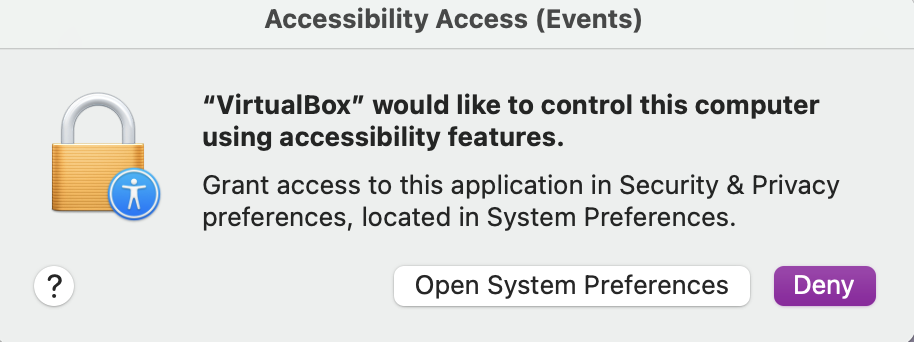 Accessibility Access (Events)
“VirtualBox” would like to control this computer
using accessibility features.
Grant access to this application in Security & Privacy
preferences, located in System Preferences.
?
Open System Preferences
Deny